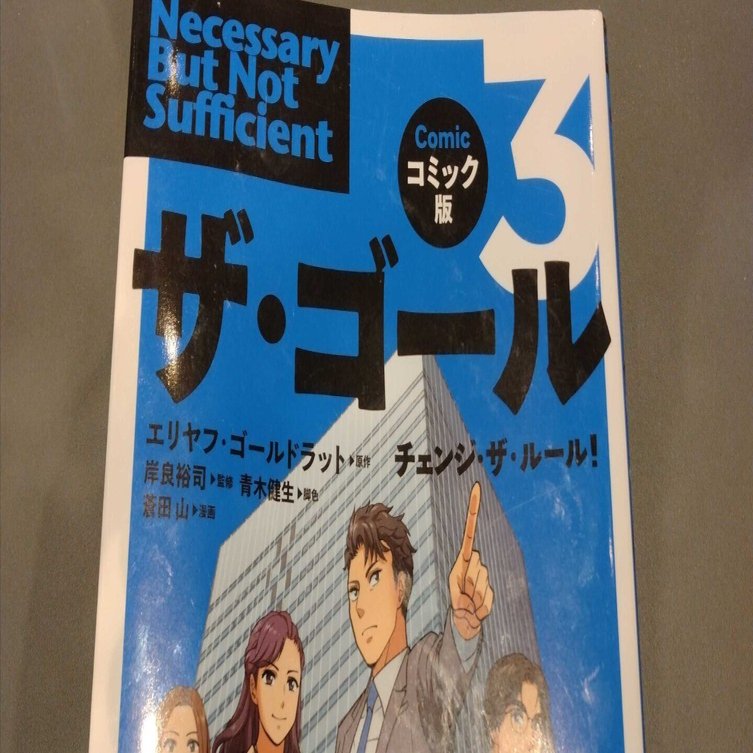 Necessary
But Not
Sufficient
3
Comic
コミック
版
ザ・ゴール
エリヤフ・ゴールドラット▶原作
チェンジ・ザ・ルール!
岸良裕司▶監修 青木健生▶脚色
蒼田山▶漫画